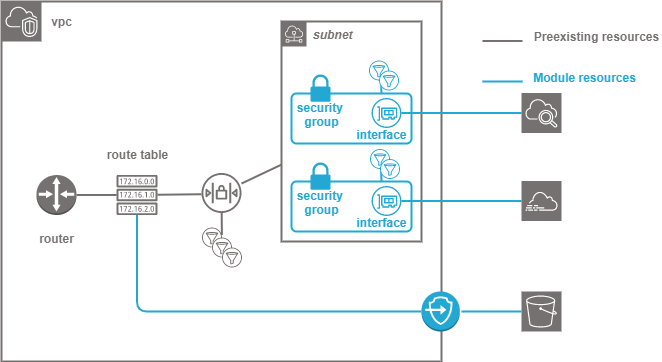 vpc
subnet
Preexisting resources
Module resources
security
group
interface
route table
172.16.0.0
172.16.1.0
172.16.2.0
security
group
interface
router